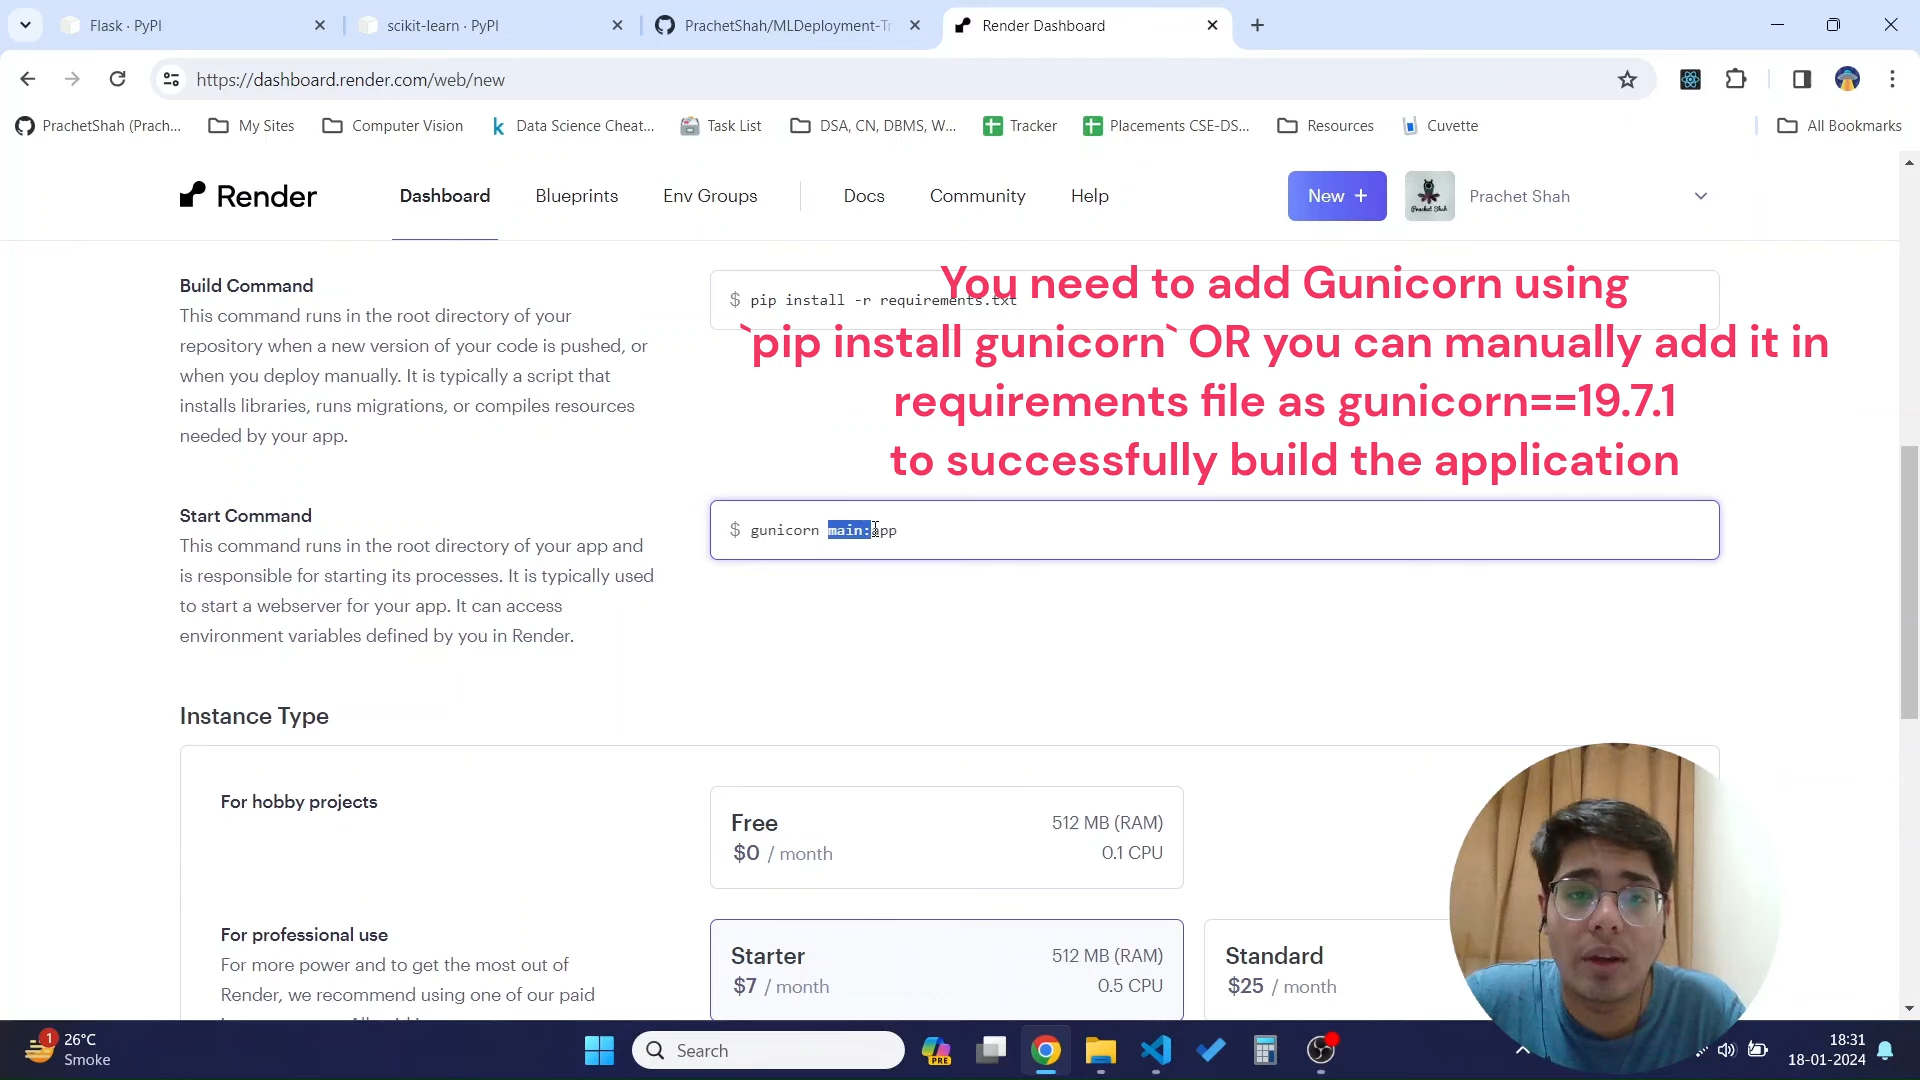 Flask · PyPI
scikit-learn · PyPI
PrachetShah/MLDeployment-Tr
Render Dashboard
https://dashboard.render.com/web/new
PrachetShah (Prach...
My Sites
Computer Vision
Data Science Cheat...
Task List
DSA, CN, DBMS, W...
Tracker
Placements CSE-DS...
Resources
Cuvette
All Bookmarks
Render
Dashboard
Blueprints
Env Groups
Docs
Community
Help
New +
Prachet Shah
Build Command
This command runs in the root directory of your
repository when a new version of your code is pushed, or
when you deploy manually. It is typically a script that
installs libraries, runs migrations, or compiles resources
needed by your app.
$ pip install -r requirements.txt
You need to add Gunicorn using
`pip install gunicorn` OR you can manually add it in
requirements file as gunicorn==19.7.1
to successfully build the application
Start Command
This command runs in the root directory of your app and
is responsible for starting its processes. It is typically used
to start a webserver for your app. It can access
environment variables defined by you in Render.
$ gunicorn main:app
Instance Type
For hobby projects
Free
$0 / month
512 MB (RAM)
0.1 CPU
For professional use
For more power and to get the most out of
Render, we recommend using one of our paid
Starter
$7 / month
512 MB (RAM)
0.5 CPU
Standard
$25 / month
1
26°C
Smoke
Search
PRE
18:31
18-01-2024